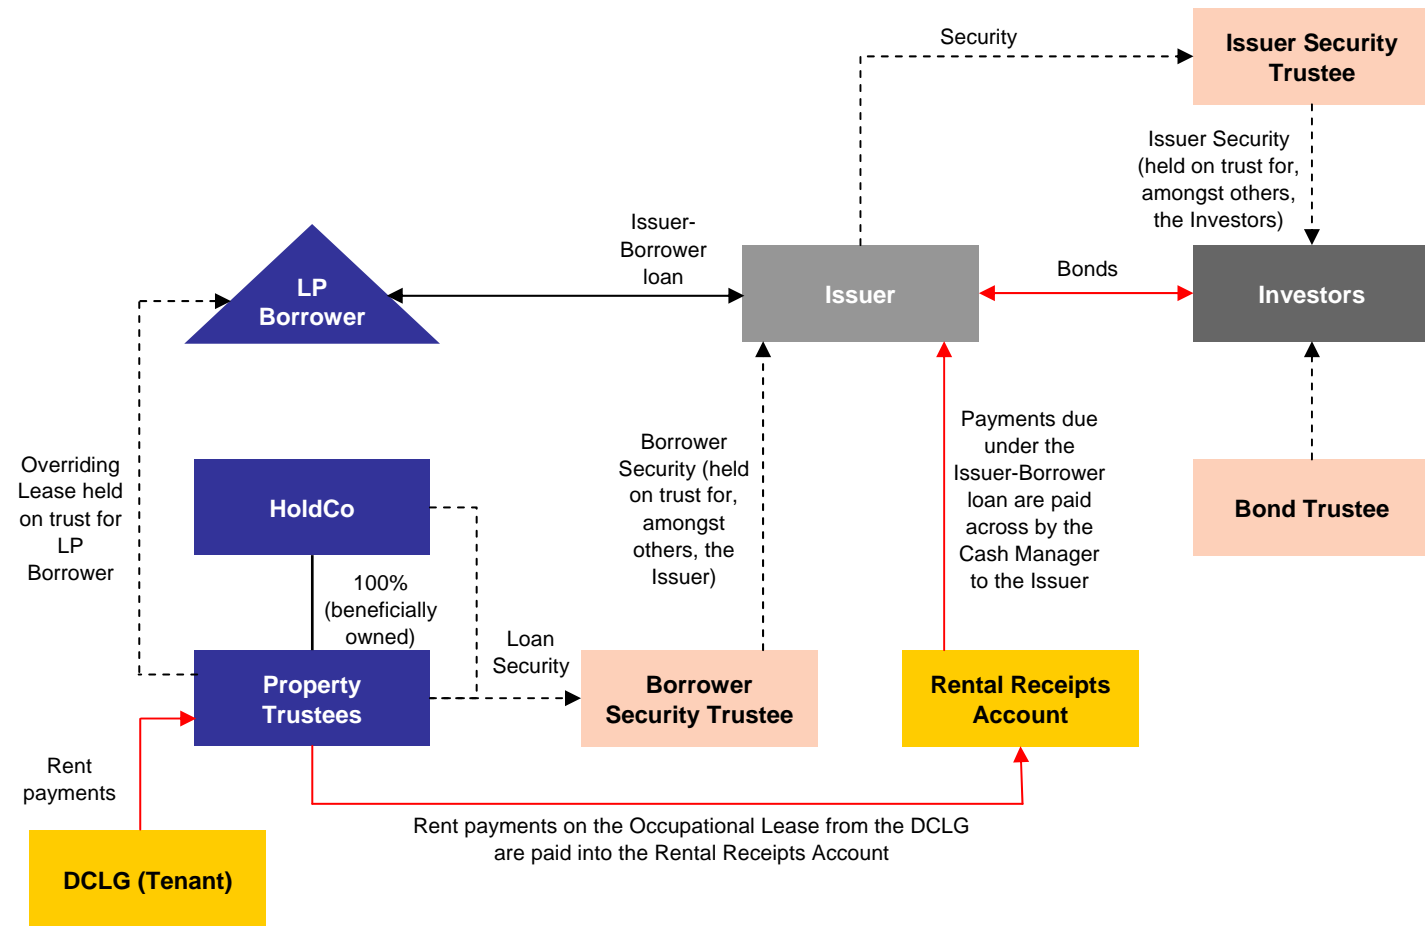 Security
Issuer Security
Trustee
Issuer Security
(held on trust for,
amongst others,
the Investors)
Issuer-
Borrower
loan
LP
Borrower
Issuer
Bonds
Investors
Overriding
Lease held
on trust for
LP
Borrower
HoldCo
Borrower
Security (held
on trust for,
amongst
others, the
Issuer)
Payments due
under the
Issuer-Borrower
loan are paid
across by the
Cash Manager
to the Issuer
Bond Trustee
100%
(beneficially
owned)
Loan
Security
Property
Trustees
Borrower
Security Trustee
Rental Receipts
Account
Rent
payments
Rent payments on the Occupational Lease from the DCLG
are paid into the Rental Receipts Account
DCLG (Tenant)